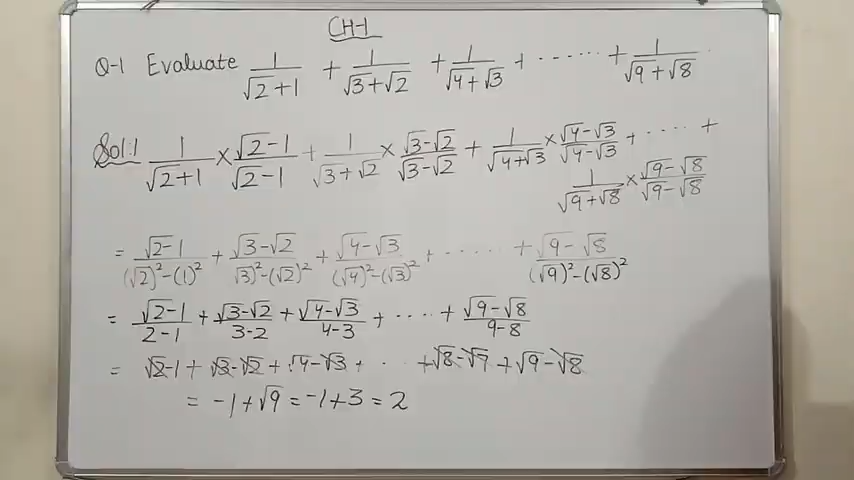 CH-1
Q-1 Evaluate 1/(√2+1) + 1/(√3+√2) + 1/(√4+√3) + ...... + 1/(√9+√8)
Sol:1 1/(√2+1) × (√2-1)/(√2-1) + 1/(√3+√2) × (√3-√2)/(√3-√2) + 1/(√4+√3) × (√4-√3)/(√4-√3) + ..... +
1/(√9+√8) × (√9-√8)/(√9-√8)
= (√2-1)/((√2)²-(1)²) + (√3-√2)/(√3)²-(√2)² + (√4-√3)/((√4)²-(√3)²) + ..... + (√9-√8)/((√9)²-(√8)²)
= (√2-1)/(2-1) + (√3-√2)/(3-2) + (√4-√3)/(4-3) + .... + (√9-√8)/(9-8)
= √2-1 + √3-√2 + √4-√3 + .. + √8-√7 + √9-√8
= -1+√9 = -1+3 = 2